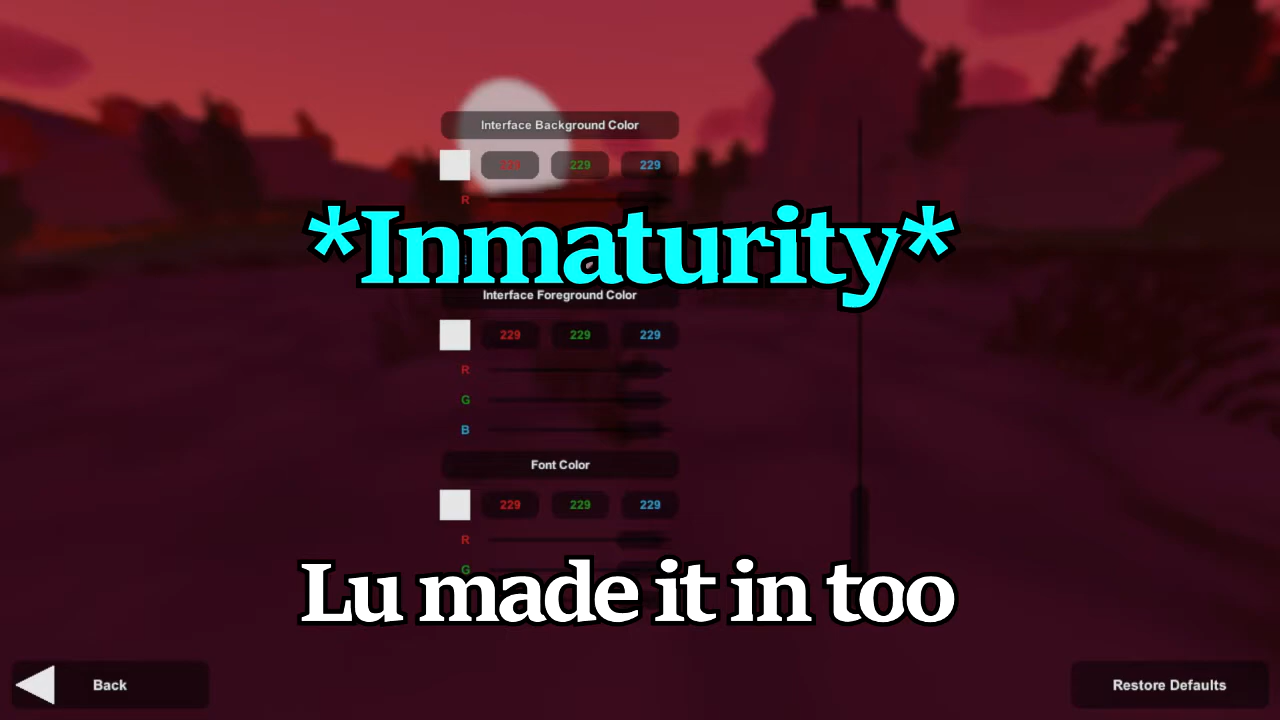 Interface Background Color
229 229 229
R
*Inmaturity*
Interface Foreground Color
229 229 229
R
G
B
Font Color
229 229 229
R
G
Lu made it in too
Back
Restore Defaults